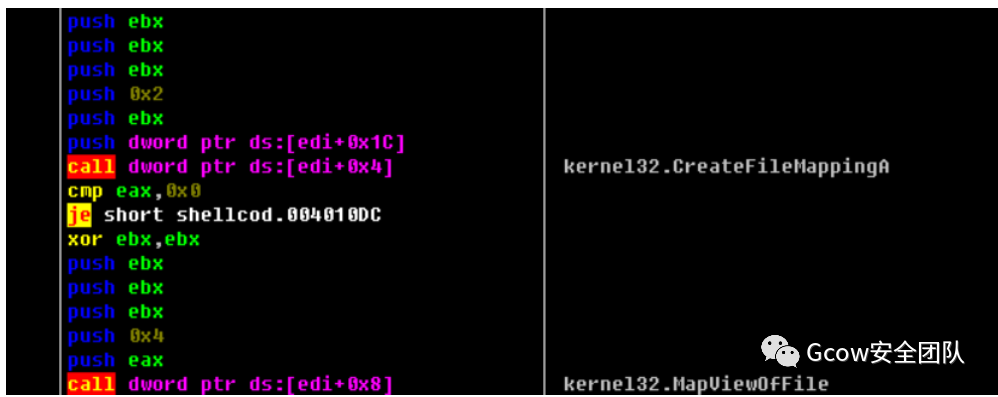 push ebx
push ebx
push ebx
push 0x2
push ebx
push dword ptr ds:[edi+0x1C]
call dword ptr ds:[edi+0x4] kernel32.CreateFileMappingA
cmp eax,0x0
je short shellcod.004010DC
xor ebx,ebx
push ebx
push ebx
push ebx
push 0x4
push eax
call dword ptr ds:[edi+0x8] kernel32.MapViewOfFile
Gcow安全团队